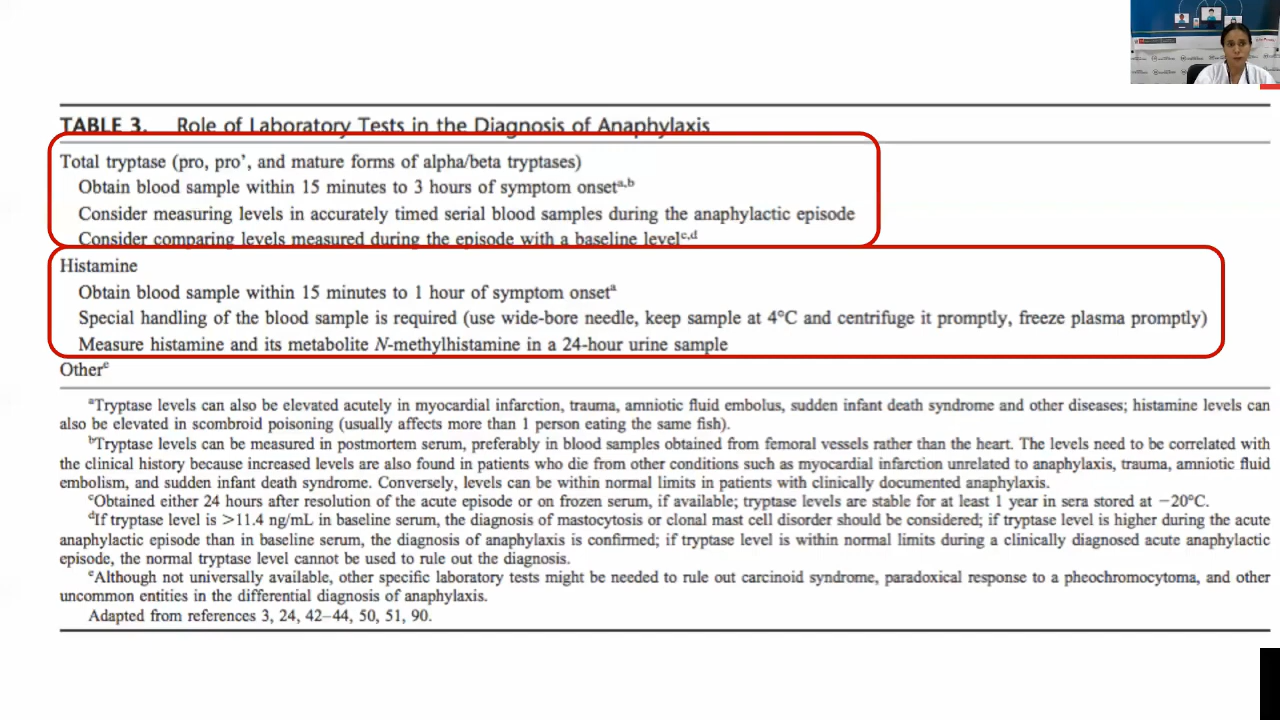 TABLE 3. Role of Laboratory Tests in the Diagnosis of Anaphylaxis
Total tryptase (pro, pro’, and mature forms of alpha/beta tryptases)
Obtain blood sample within 15 minutes to 3 hours of symptom onsetᵃ,ᵇ
Consider measuring levels in accurately timed serial blood samples during the anaphylactic episode
Consider comparing levels measured during the episode with a baseline levelᶜ,ᵈ
Histamine
Obtain blood sample within 15 minutes to 1 hour of symptom onsetᵃ
Special handling of the blood sample is required (use wide-bore needle, keep sample at 4°C and centrifuge it promptly, freeze plasma promptly)
Measure histamine and its metabolite N-methylhistamine in a 24-hour urine sample
Otherᵉ
ᵃTryptase levels can also be elevated acutely in myocardial infarction, trauma, amniotic fluid embolus, sudden infant death syndrome and other diseases; histamine levels can
also be elevated in scombroid poisoning (usually affects more than 1 person eating the same fish).
ᵇTryptase levels can be measured in postmortem serum, preferably in blood samples obtained from femoral vessels rather than the heart. The levels need to be correlated with
the clinical history because increased levels are also found in patients who die from other conditions such as myocardial infarction unrelated to anaphylaxis, trauma, amniotic fluid
embolism, and sudden infant death syndrome. Conversely, levels can be within normal limits in patients with clinically documented anaphylaxis.
ᶜObtained either 24 hours after resolution of the acute episode or on frozen serum, if available; tryptase levels are stable for at least 1 year in sera stored at −20°C.
ᵈIf tryptase level is >11.4 ng/mL in baseline serum, the diagnosis of mastocytosis or clonal mast cell disorder should be considered; if tryptase level is higher during the acute
anaphylactic episode than in baseline serum, the diagnosis of anaphylaxis is confirmed; if tryptase level is within normal limits during a clinically diagnosed acute anaphylactic
episode, the normal tryptase level cannot be used to rule out the diagnosis.
ᵉAlthough not universally available, other specific laboratory tests might be needed to rule out carcinoid syndrome, paradoxical response to a pheochromocytoma, and other
uncommon entities in the differential diagnosis of anaphylaxis.
Adapted from references 3, 24, 42–44, 50, 51, 90.